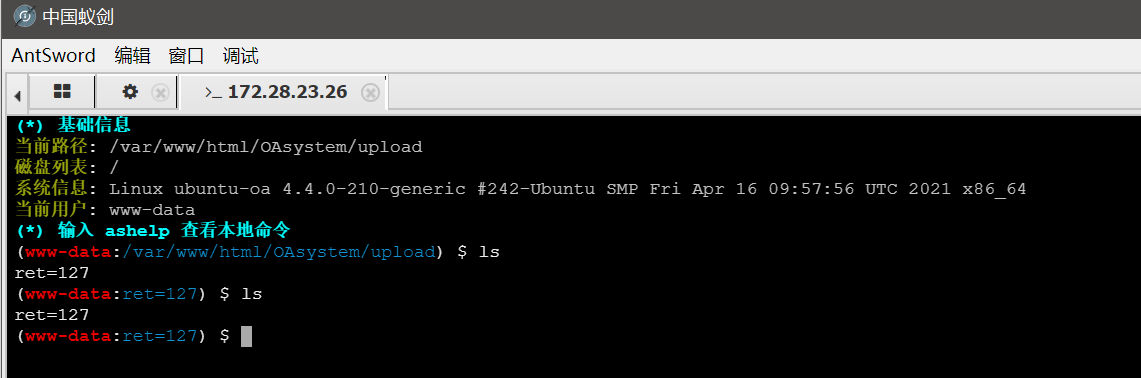 中国蚁剑
AntSword 编辑 窗口 调试
>_ 172.28.23.26
(*) 基础信息
当前路径: /var/www/html/OAsystem/upload
磁盘列表: /
系统信息: Linux ubuntu-oa 4.4.0-210-generic #242-Ubuntu SMP Fri Apr 16 09:57:56 UTC 2021 x86_64
当前用户: www-data
(*) 输入 ashelp 查看本地命令
(www-data:/var/www/html/OAsystem/upload) $ ls
ret=127
(www-data:ret=127) $ ls
ret=127
(www-data:ret=127) $